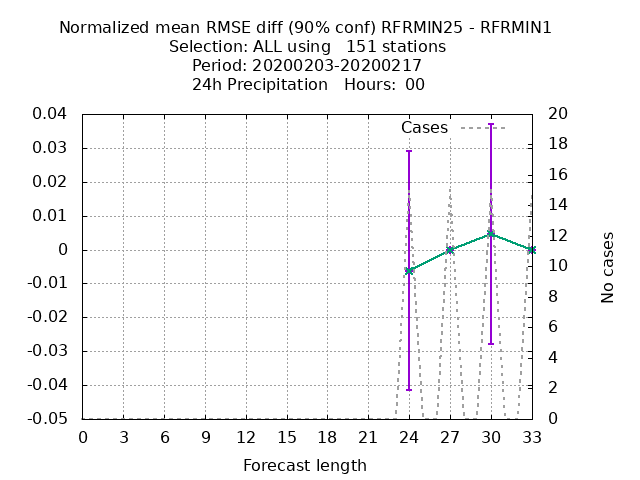 Normalized mean RMSE diff (90% conf) RFRMIN25 - RFRMIN1
Selection: ALL using   151 stations
Period: 20200203-20200217
24h Precipitation   Hours:  00
Cases
0.04
0.03
0.02
0.01
0
-0.01
-0.02
-0.03
-0.04
-0.05
20
18
16
14
12
10
8
6
4
2
0
No cases
0 3 6 9 12 15 18 21 24 27 30 33
Forecast length